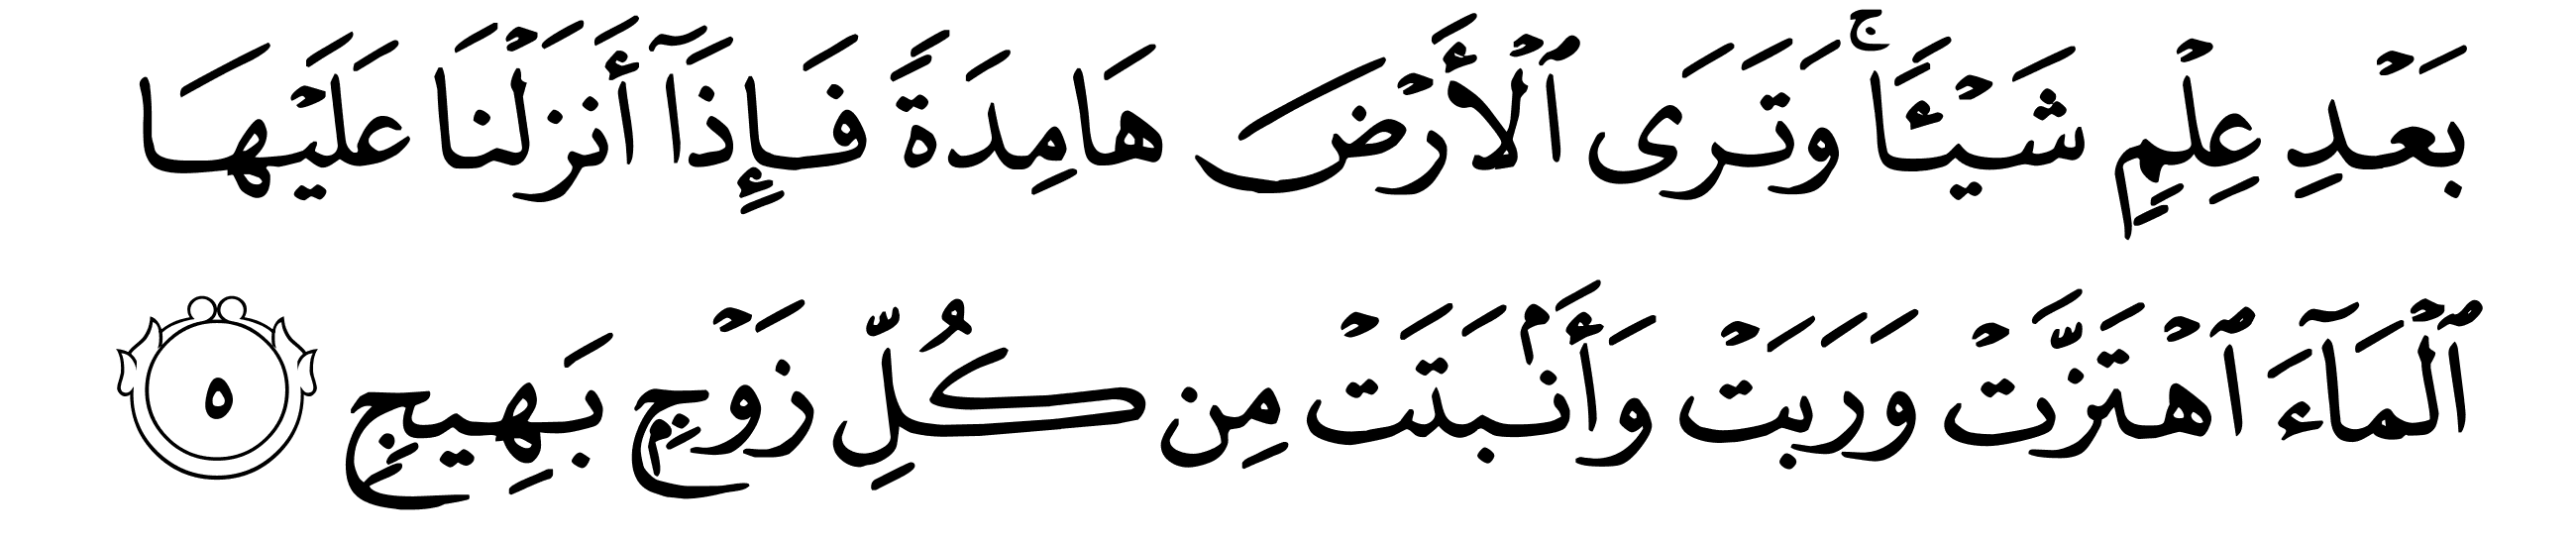 بَعۡدِ عِلۡمٖ شَيۡـٔٗاۚ وَتَرَى ٱلۡأَرۡضَ هَامِدَةٗ فَإِذَآ أَنزَلۡنَا عَلَيۡهَا
ٱلۡمَآءَ ٱهۡتَزَّتۡ وَرَبَتۡ وَأَنۢبَتَتۡ مِن كُلِّ زَوۡجِۭ بَهِيجٖ ٥